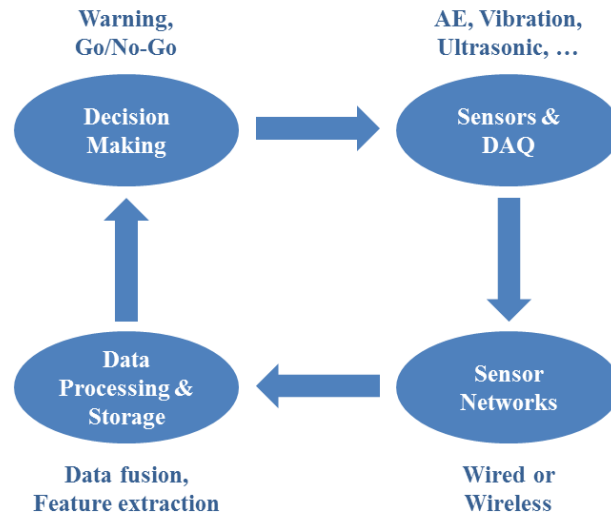 Warning,
Go/No-Go
AE, Vibration,
Ultrasonic, ...
Decision
Making
Sensors &
DAQ
Data
Processing &
Storage
Sensor
Networks
Data fusion,
Feature extraction
Wired or
Wireless